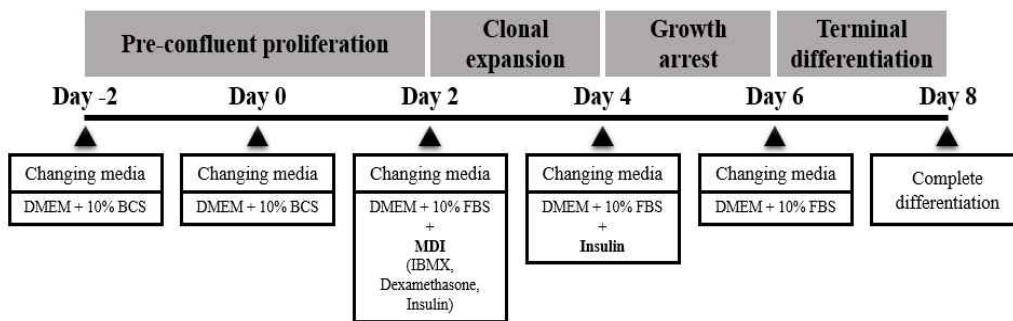 Pre-confluent proliferation
Clonal
expansion
Growth
arrest
Terminal
differentiation
Day -2
Day 0
Day 2
Day 4
Day 6
Day 8
Changing media
DMEM + 10% BCS
Changing media
DMEM + 10% BCS
Changing media
DMEM + 10% FBS
+
MDI
(IBMX,
Dexamethasone,
Insulin)
Changing media
DMEM + 10% FBS
+
Insulin
Changing media
DMEM + 10% FBS
Complete
differentiation